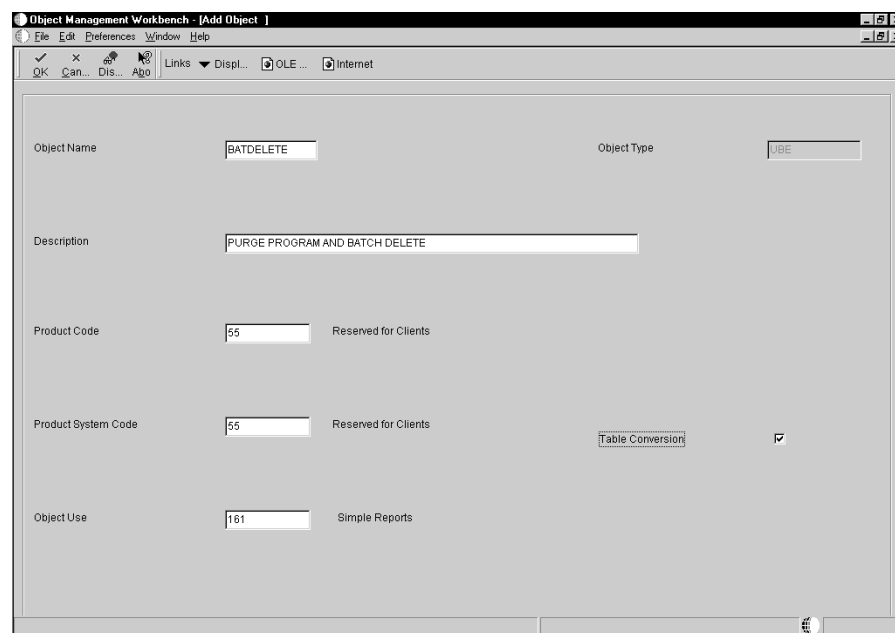 Object Management Workbench - [Add Object ]
File Edit Preferences Window Help
OK Can... Dis... Abo Links Displ... OLE ... Internet
Object Name BATDELETE Object Type UBE
Description PURGE PROGRAM AND BATCH DELETE
Product Code 55 Reserved for Clients
Product System Code 55 Reserved for Clients
Table Conversion
Object Use 161 Simple Reports